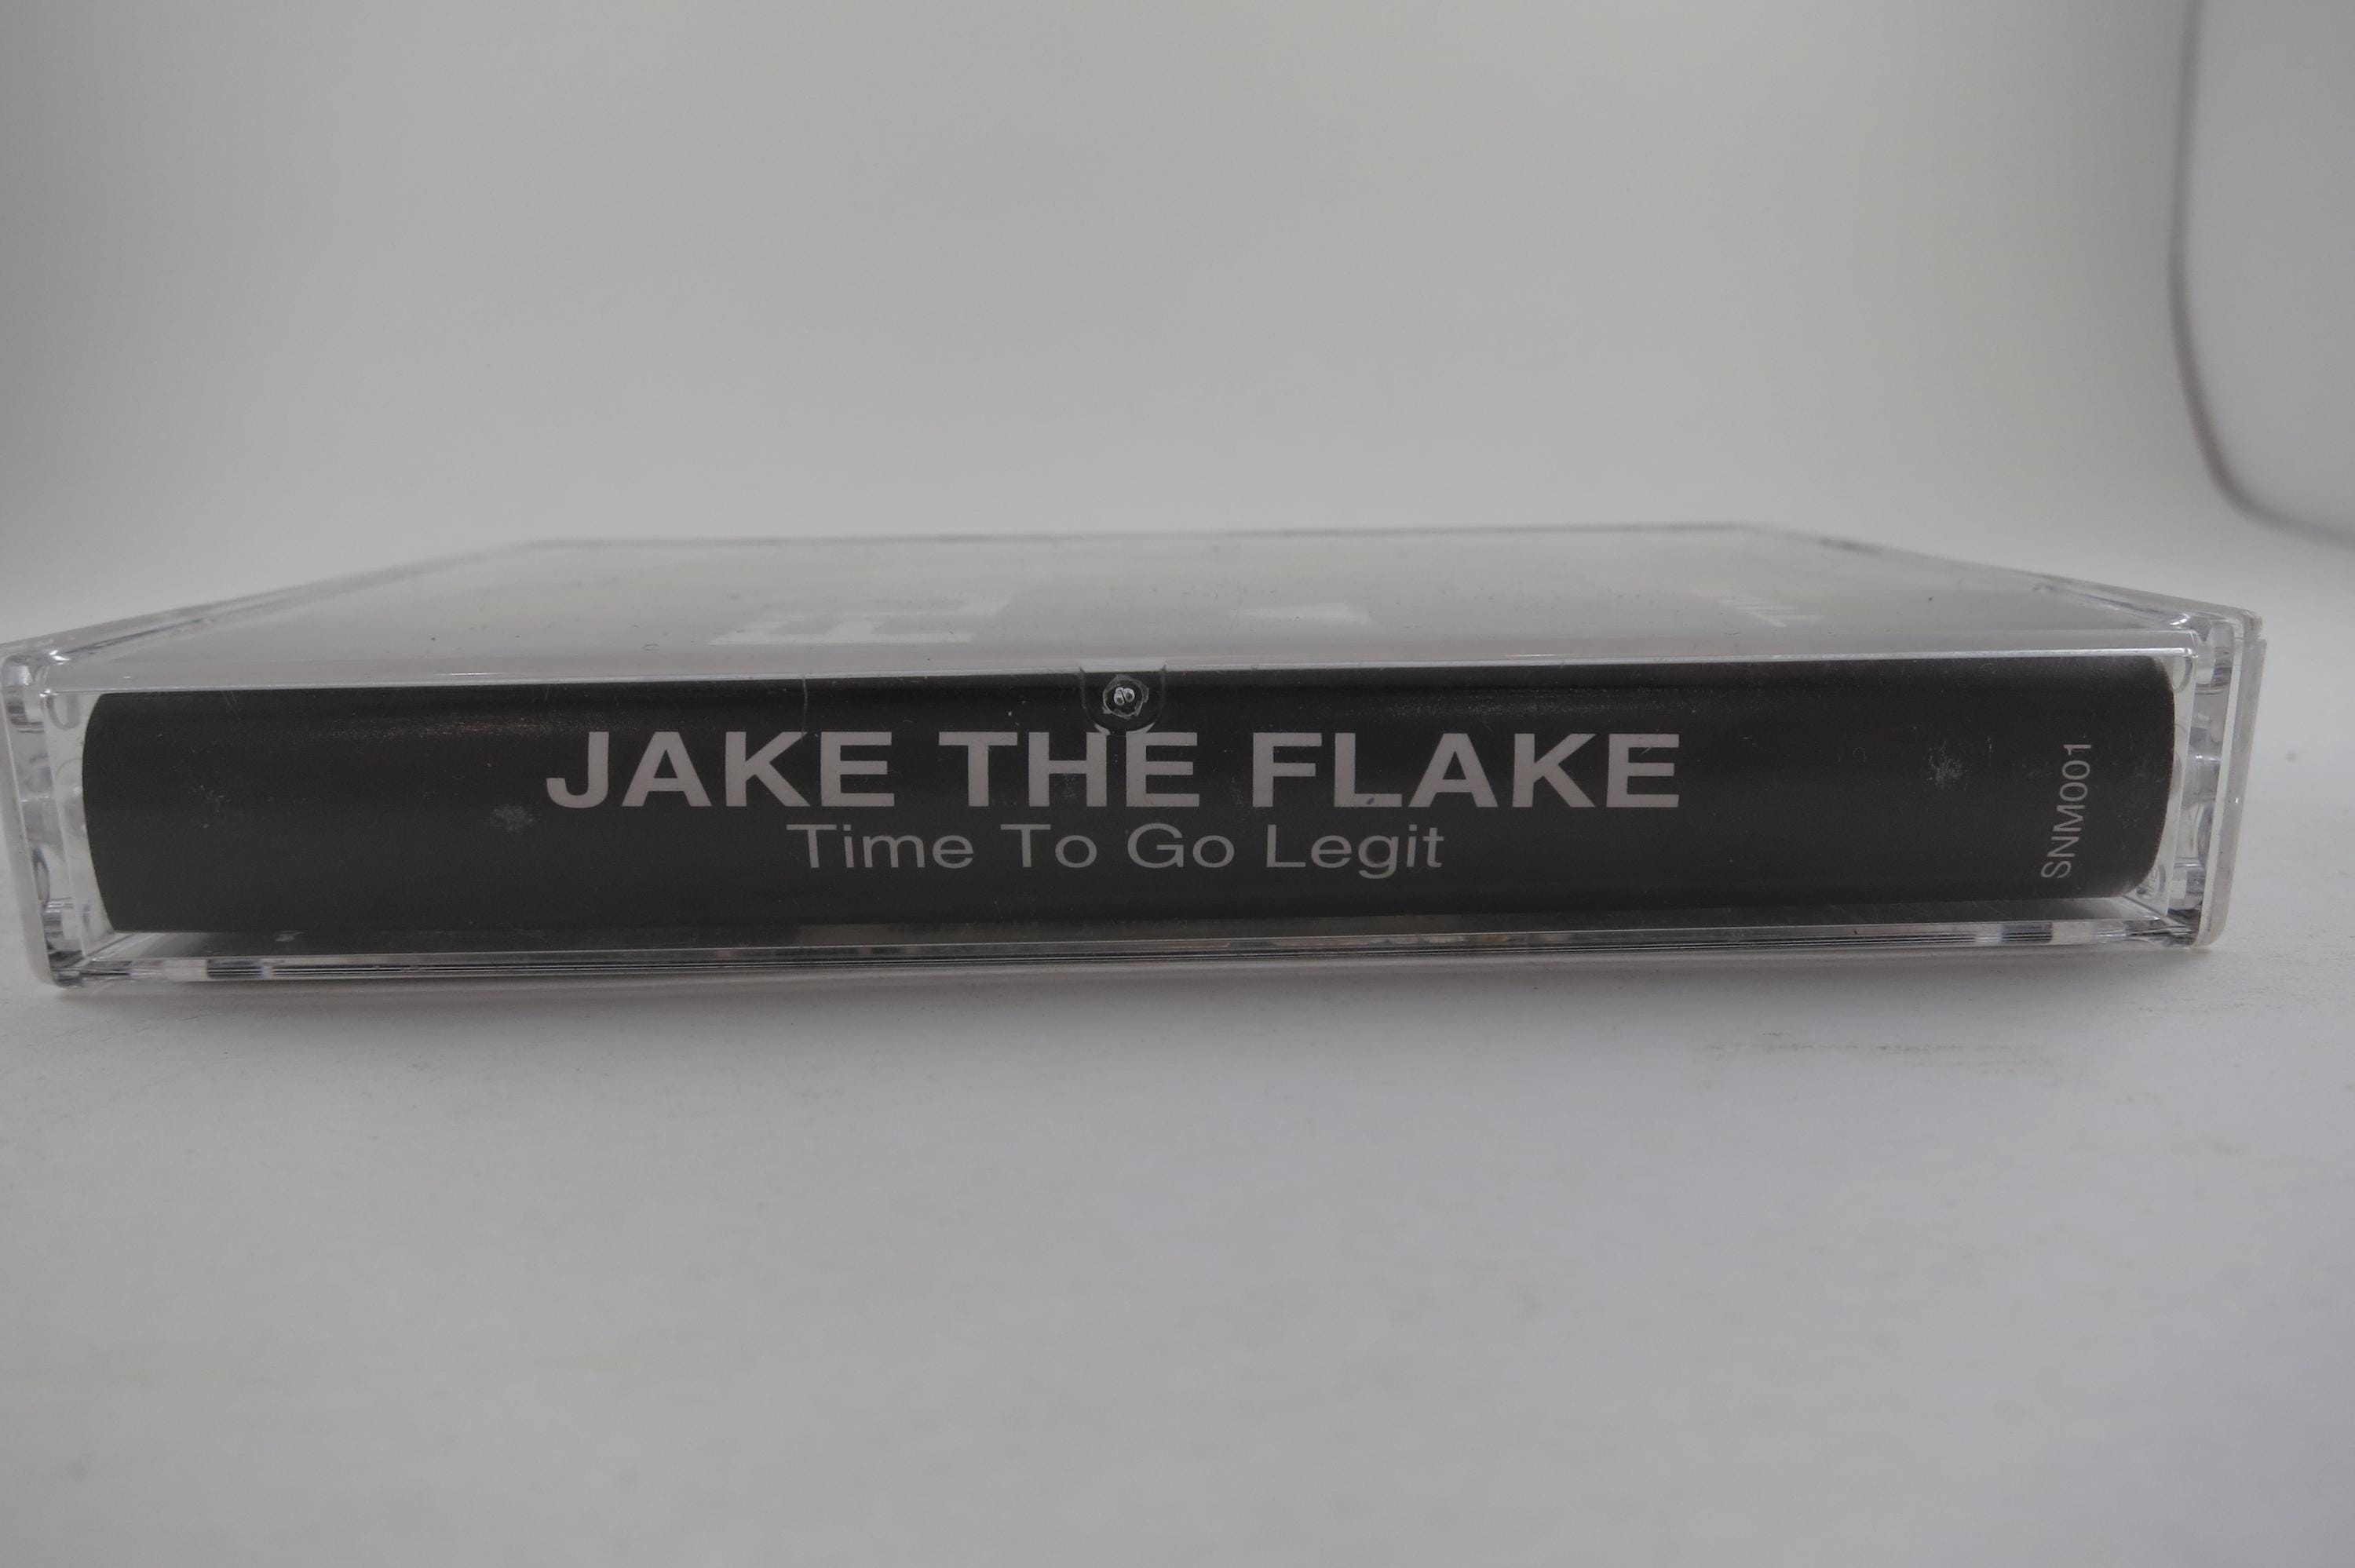 JAKE THE FLAKE
Time To Go Legit
SNM001